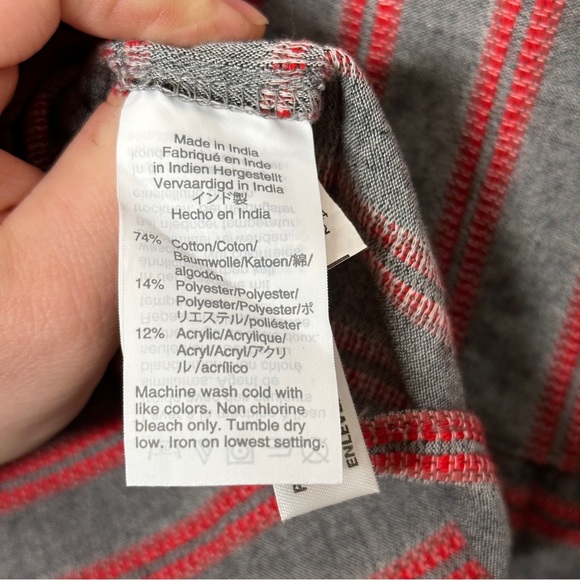 Made in India
Fabriqué en Inde
in Indien Hergestellt
Vervaardigd in India
インド製
Hecho en India
74% Cotton/Coton/
Baumwolle/Katoen/綿/
algodón
14% Polyester/Polyester/
Polyester/Polyester/ポ
リエステル/poliéster
12% Acrylic/Acrylique/
Acryl/Acryl/アクリ
ル /acrílico
Machine wash cold with
like colors. Non chlorine
bleach only. Tumble dry
low. Iron on lowest setting.